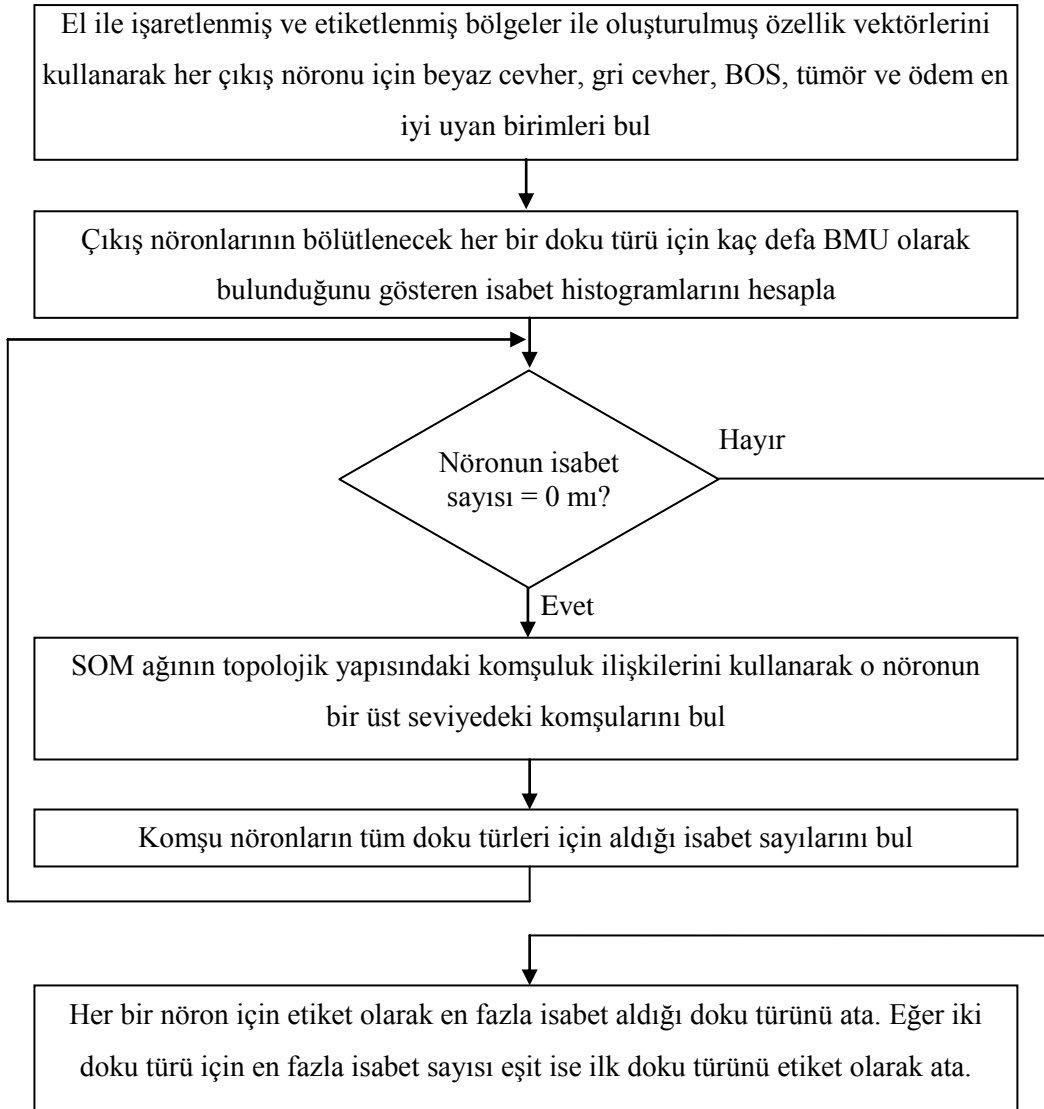 El ile işaretlenmiş ve etiketlenmiş bölgeler ile oluşturulmuş özellik vektörlerini
kullanarak her çıkış nöronu için beyaz cevher, gri cevher, BOS, tümör ve ödem en
iyi uyan birimleri bul
Çıkış nöronlarının bölütlenecek her bir doku türü için kaç defa BMU olarak
bulunduğunu gösteren isabet histogramlarını hesapla
Hayır
Nöronun isabet
sayısı = 0 mı?
Evet
SOM ağının topolojik yapısındaki komşuluk ilişkilerini kullanarak o nöronun
bir üst seviyedeki komşularını bul
Komşu nöronların tüm doku türleri için aldığı isabet sayılarını bul
Her bir nöron için etiket olarak en fazla isabet aldığı doku türünü ata. Eğer iki
doku türü için en fazla isabet sayısı eşit ise ilk doku türünü etiket olarak ata.